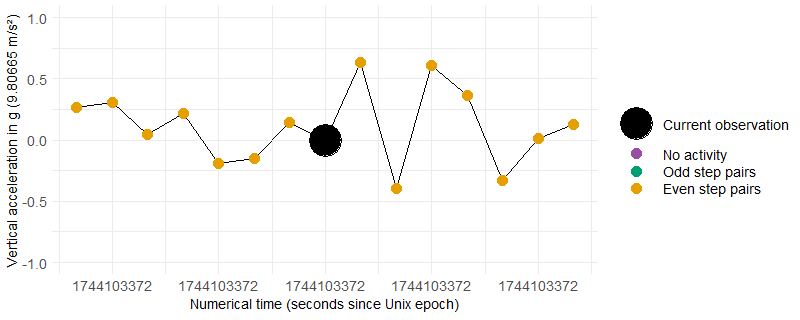 Vertical acceleration in g (9.80665 m/s²)
1.0
0.5
0.0
-0.5
-1.0
1744103372 1744103372 1744103372 1744103372 1744103372
Numerical time (seconds since Unix epoch)
Current observation
No activity
Odd step pairs
Even step pairs